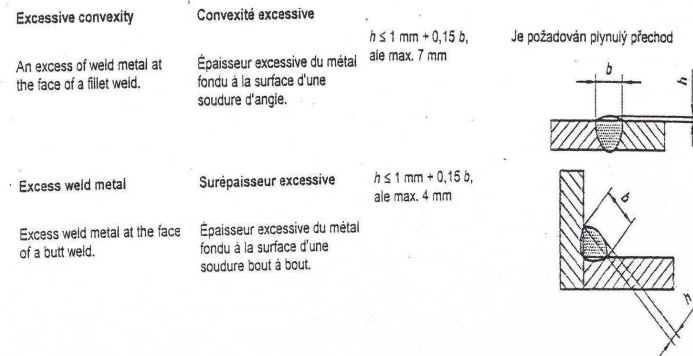 Excessive convexity
Convexité excessive
h ≤ 1 mm + 0,15 b,
ale max. 7 mm
Je požadován plynulý přechod
An excess of weld metal at
the face of a fillet weld.
Épaisseur excessive du métal
fondu à la surface d'une
soudure d'angle.
b
h
Excess weld metal
Surépaisseur excessive
h ≤ 1 mm + 0,15 b,
ale max. 4 mm
Excess weld metal at the face
of a butt weld.
Épaisseur excessive du métal
fondu à la surface d'une
soudure bout à bout.
b
h